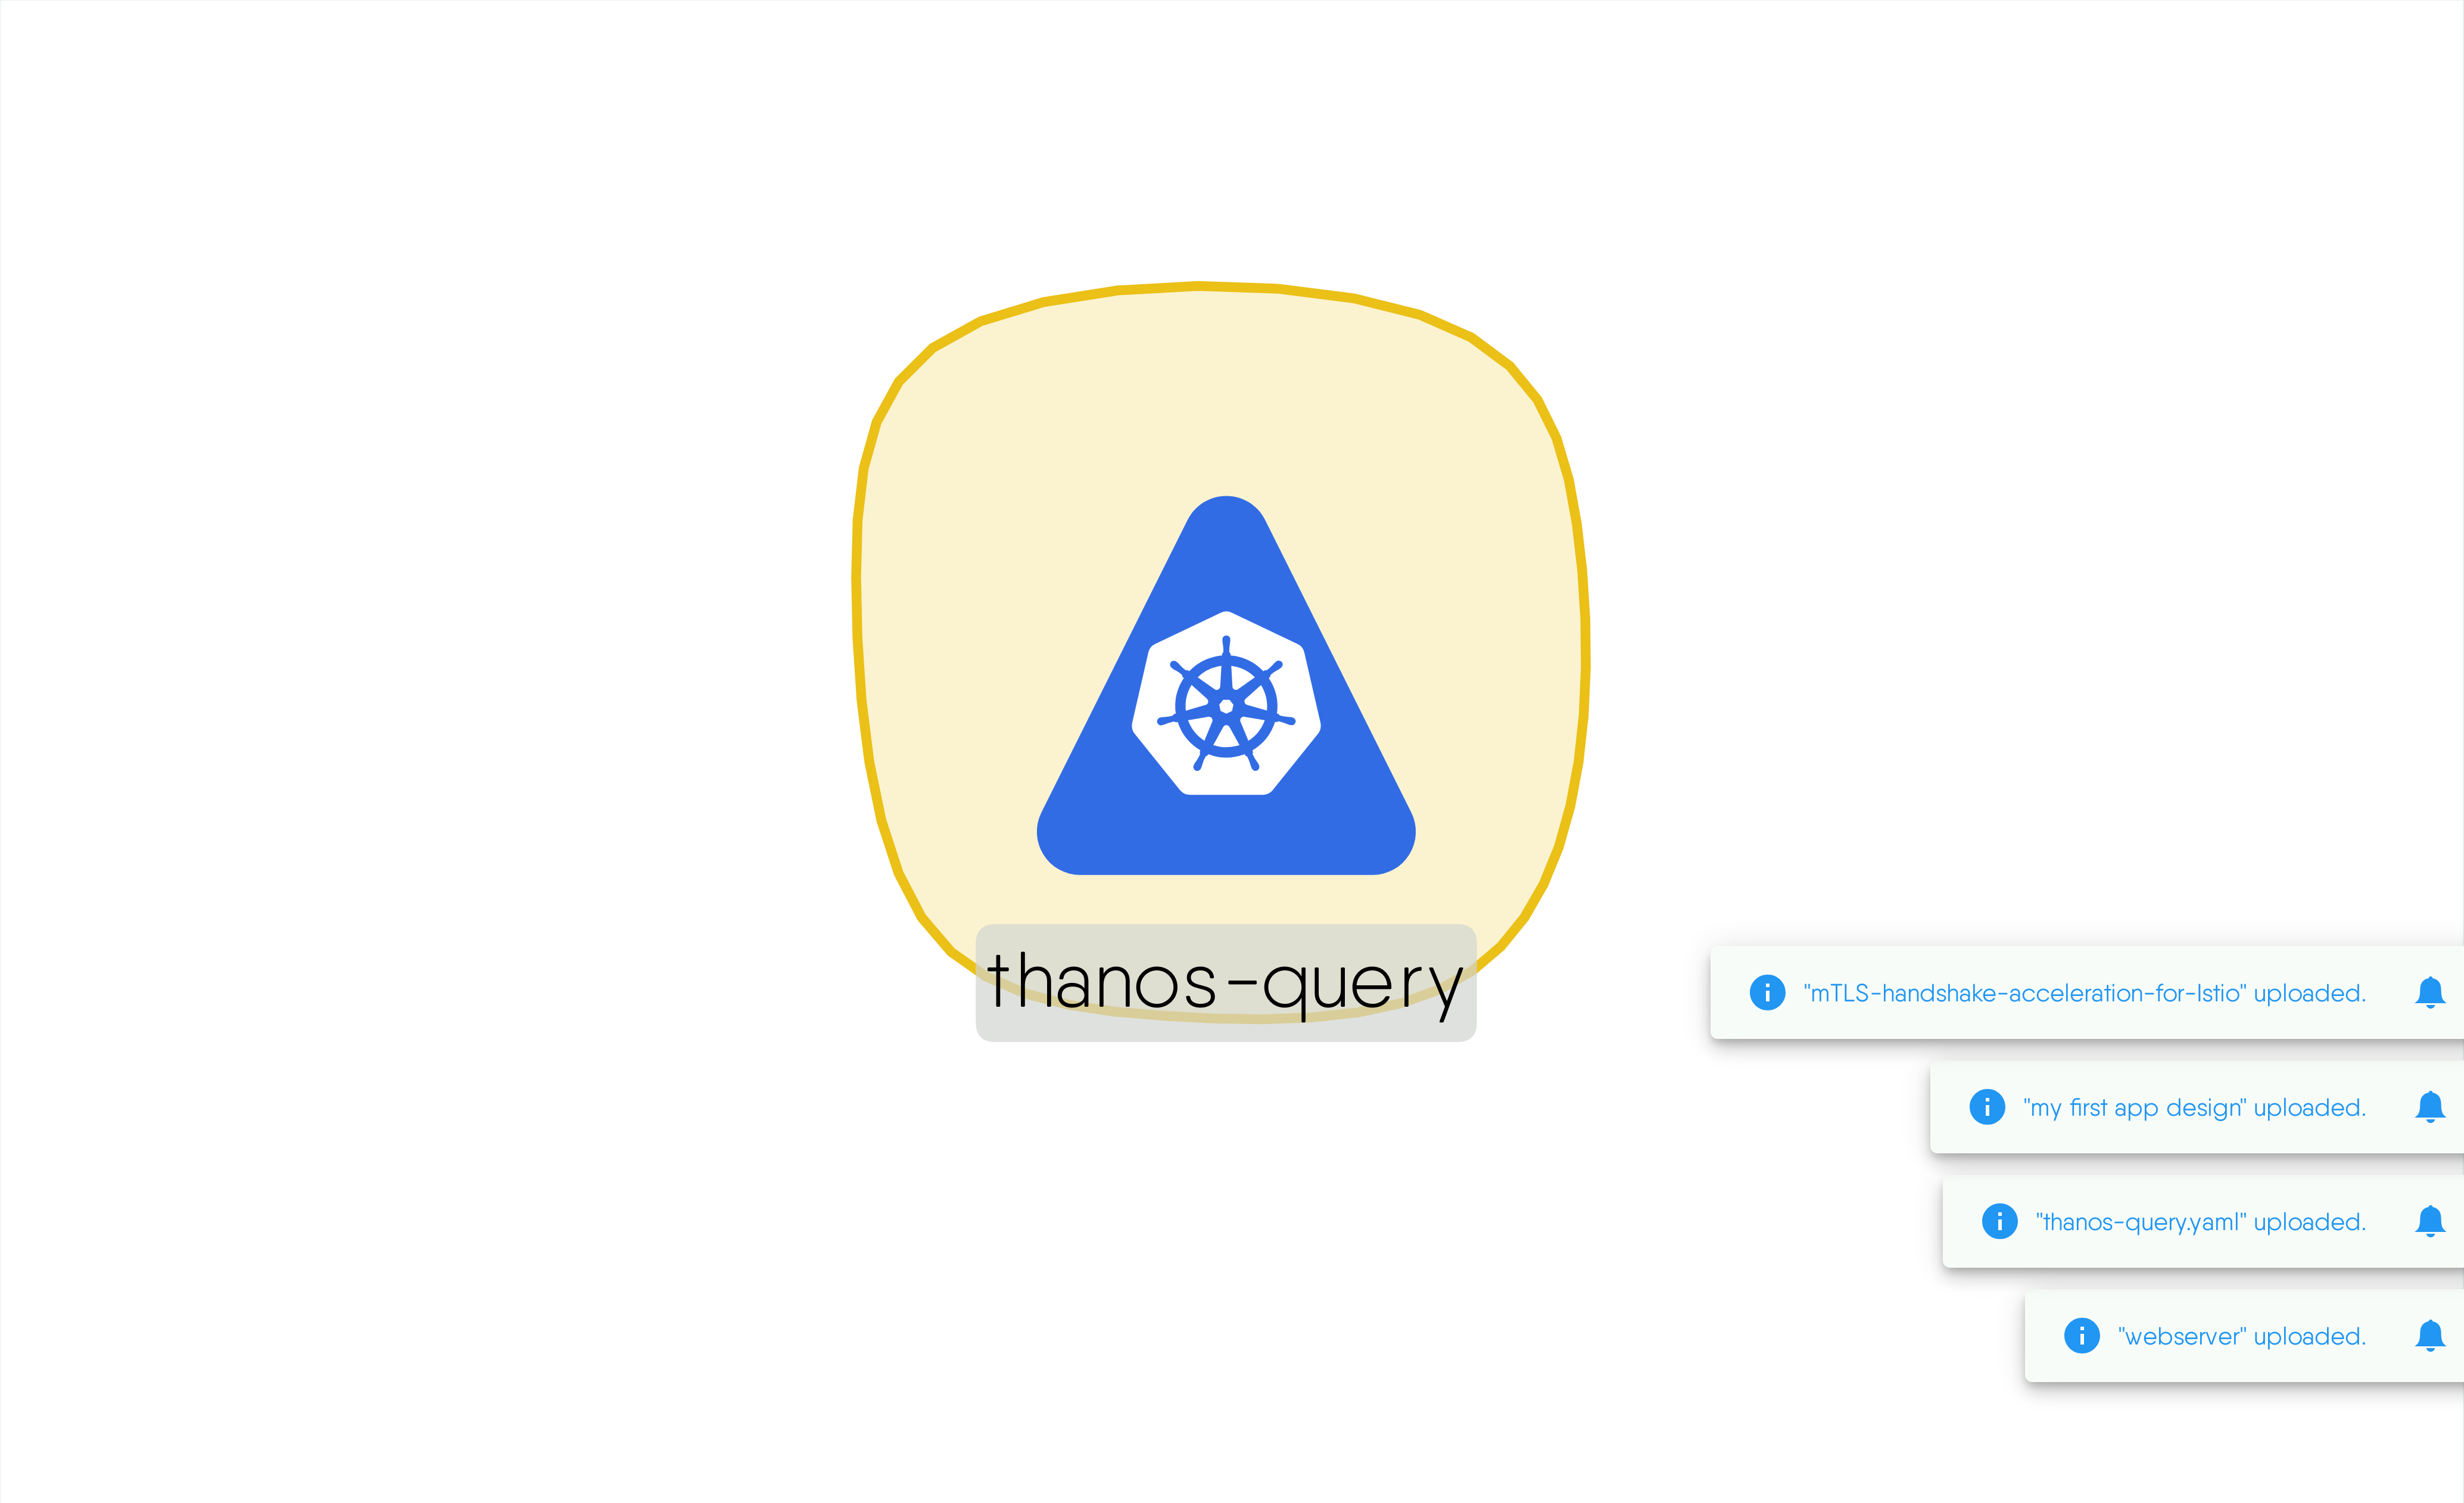 thanos-query
"mTLS-handshake-acceleration-for-Istio" uploaded.
"my first app design" uploaded.
"thanos-query.yaml" uploaded.
"webserver" uploaded.